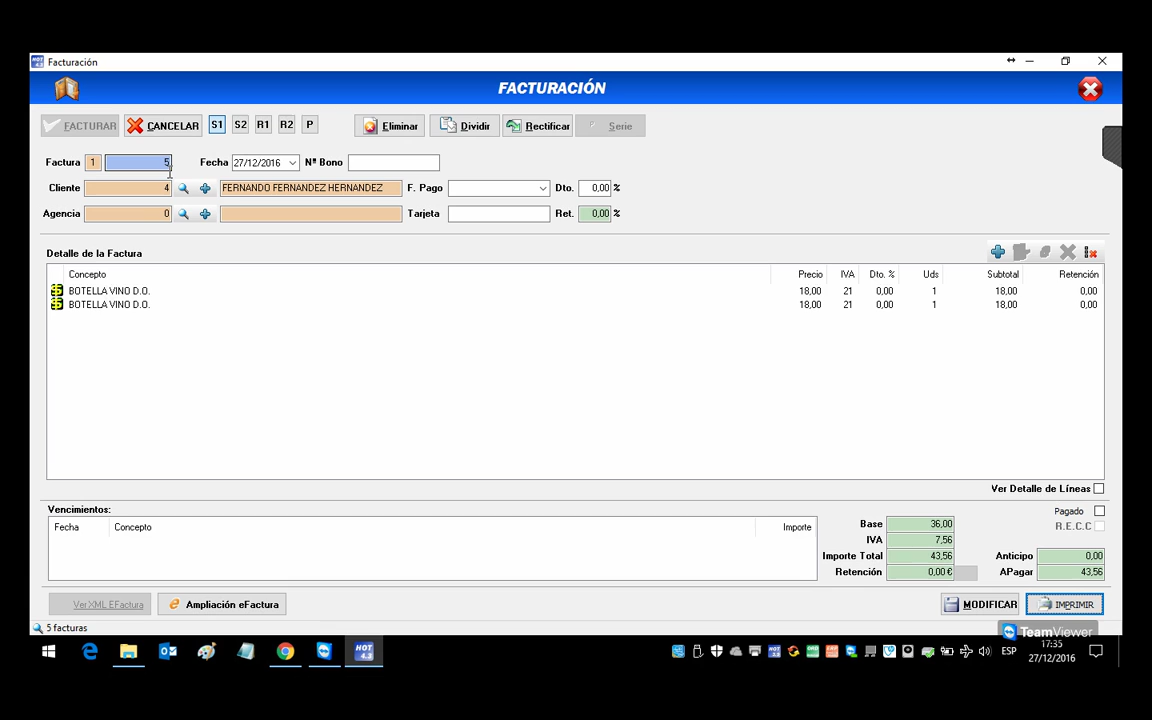 HOT 4.3 Facturación
FACTURACIÓN
FACTURAR CANCELAR S1 S2 R1 R2 P Eliminar Dividir Rectificar Serie
Factura 1 5 Fecha 27/12/2016 Nº Bono
Cliente 4 FERNANDO FERNANDEZ HERNANDEZ F. Pago Dto. 0,00 %
Agencia 0 Tarjeta Ret. 0,00 %
Detalle de la Factura
Concepto Precio IVA Dto. % Uds Subtotal Retención
BOTELLA VINO D.O. 18,00 21 0,00 1 18,00 0,00
BOTELLA VINO D.O. 18,00 21 0,00 1 18,00 0,00
Ver Detalle de Líneas
Vencimientos:
Pagado
Fecha Concepto Importe
Base 36,00
R.E.C.C
IVA 7,56
Importe Total 43,56 Anticipo 0,00
Retención 0,00 € APagar 43,56
Ver XML EFactura Ampliación eFactura MODIFICAR IMPRIMIR
5 facturas
TeamViewer
HOT 4.3 ESP 17:35
27/12/2016